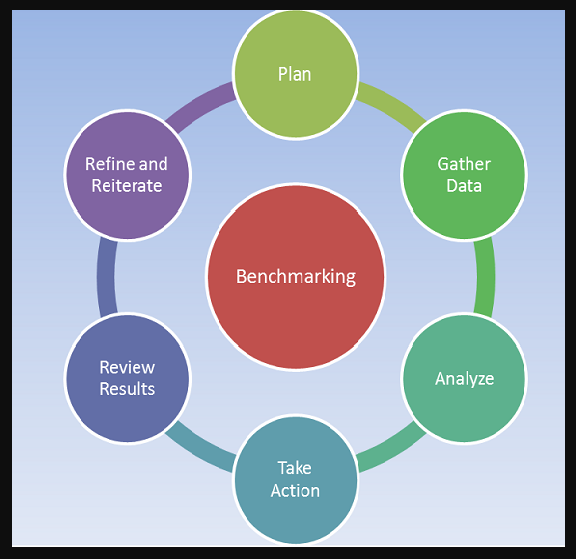 Plan
Gather
Data
Analyze
Take
Action
Review
Results
Refine and
Reiterate
Benchmarking